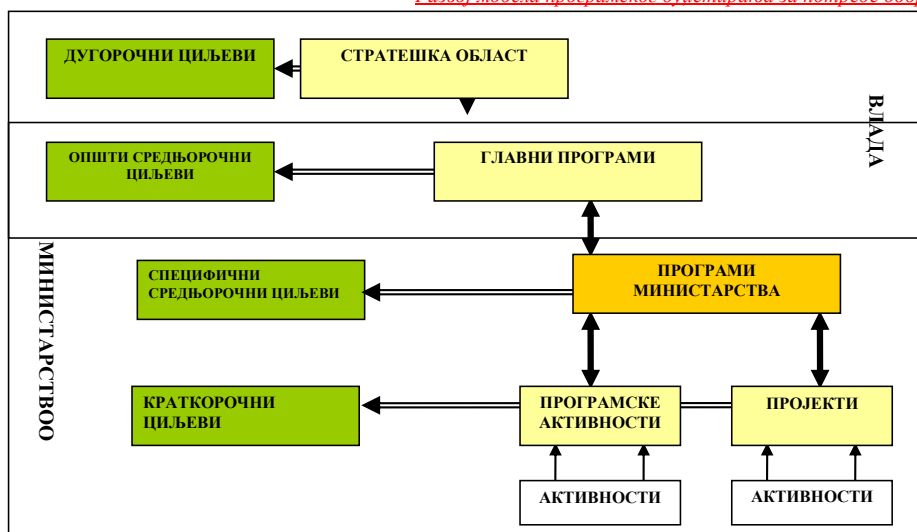 ДУГОРОЧНИ ЦИЉЕВИ
СТРАТЕШКА ОБЛАСТ
ВЛАДА
ОПШТИ СРЕДЊОРОЧНИ
ЦИЉЕВИ
ГЛАВНИ ПРОГРАМИ
МИНИСТАРСТВОО
СПЕЦИФИЧНИ
СРЕДЊОРОЧНИ ЦИЉЕВИ
ПРОГРАМИ
МИНИСТАРСТВА
КРАТКОРОЧНИ
ЦИЉЕВИ
ПРОГРАМСКЕ
АКТИВНОСТИ
ПРОЈЕКТИ
АКТИВНОСТИ
АКТИВНОСТИ